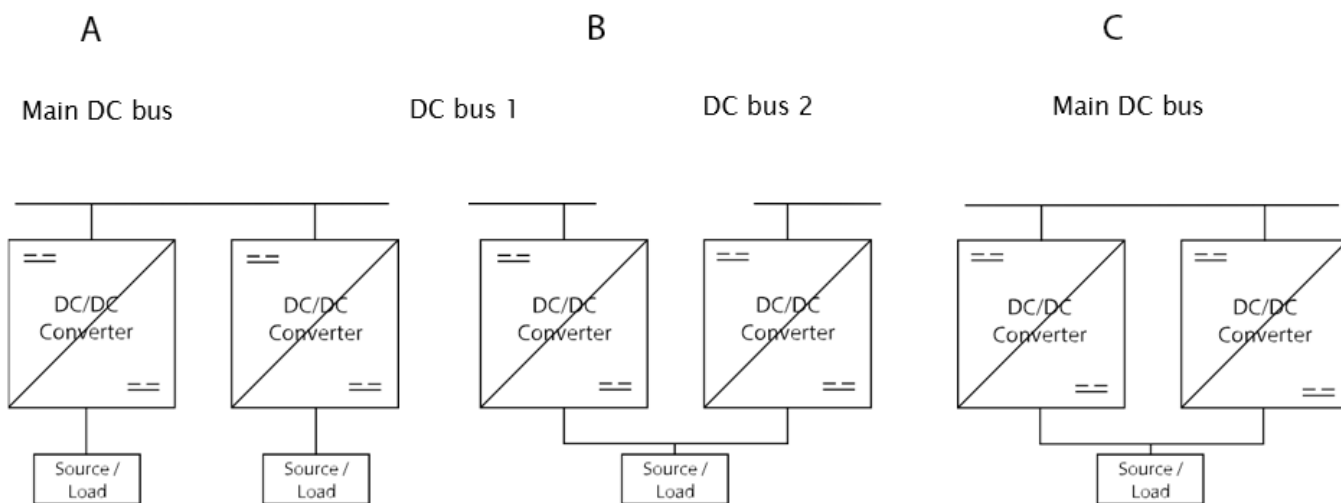 A
B
C
Main DC bus
DC bus 1
DC bus 2
Main DC bus
DC/DC
Converter
DC/DC
Converter
DC/DC
Converter
DC/DC
Converter
DC/DC
Converter
DC/DC
Converter
Source /
Load
Source /
Load
Source /
Load
Source /
Load